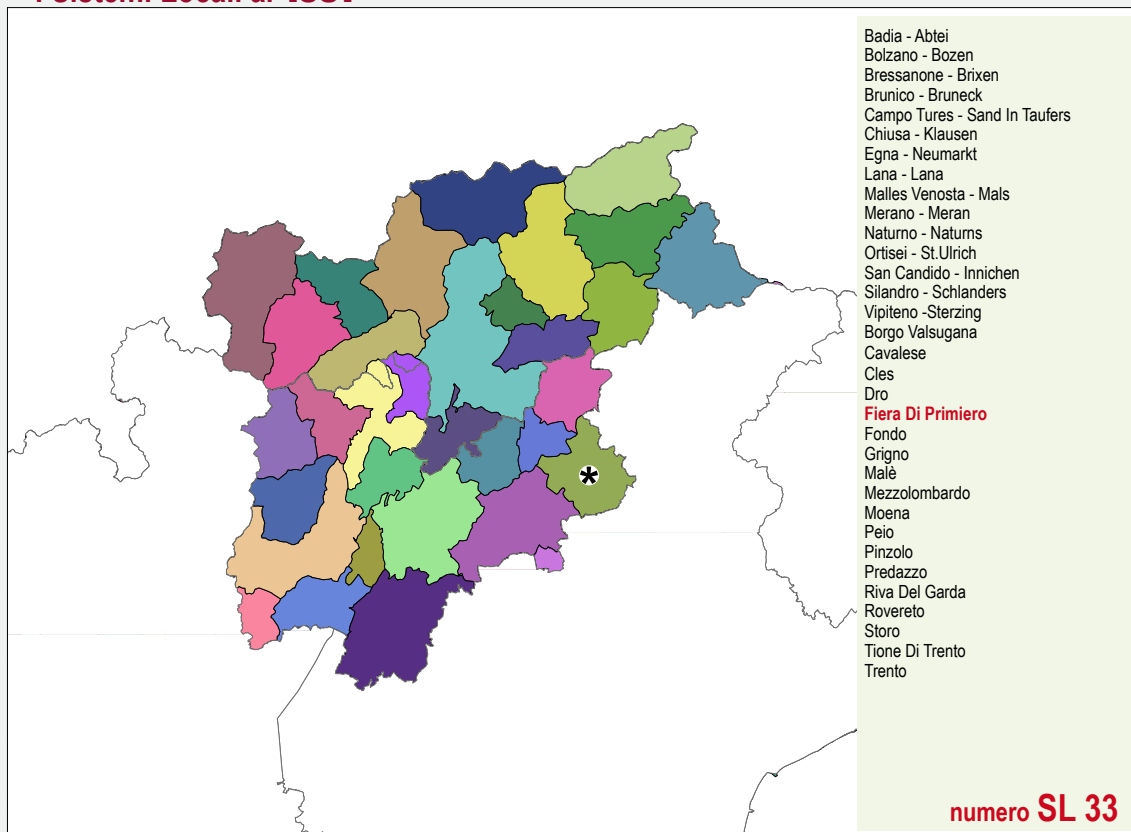 Badia - Abtei
Bolzano - Bozen
Bressanone - Brixen
Brunico - Bruneck
Campo Tures - Sand In Taufers
Chiusa - Klausen
Egna - Neumarkt
Lana - Lana
Malles Venosta - Mals
Merano - Meran
Naturno - Naturns
Ortisei - St.Ulrich
San Candido - Innichen
Silandro - Schlanders
Vipiteno -Sterzing
Borgo Valsugana
Cavalese
Cles
Dro
Fiera Di Primiero
Fondo
Grigno
Malè
Mezzolombardo
Moena
Peio
Pinzolo
Predazzo
Riva Del Garda
Rovereto
Storo
Tione Di Trento
Trento
*
numero SL 33